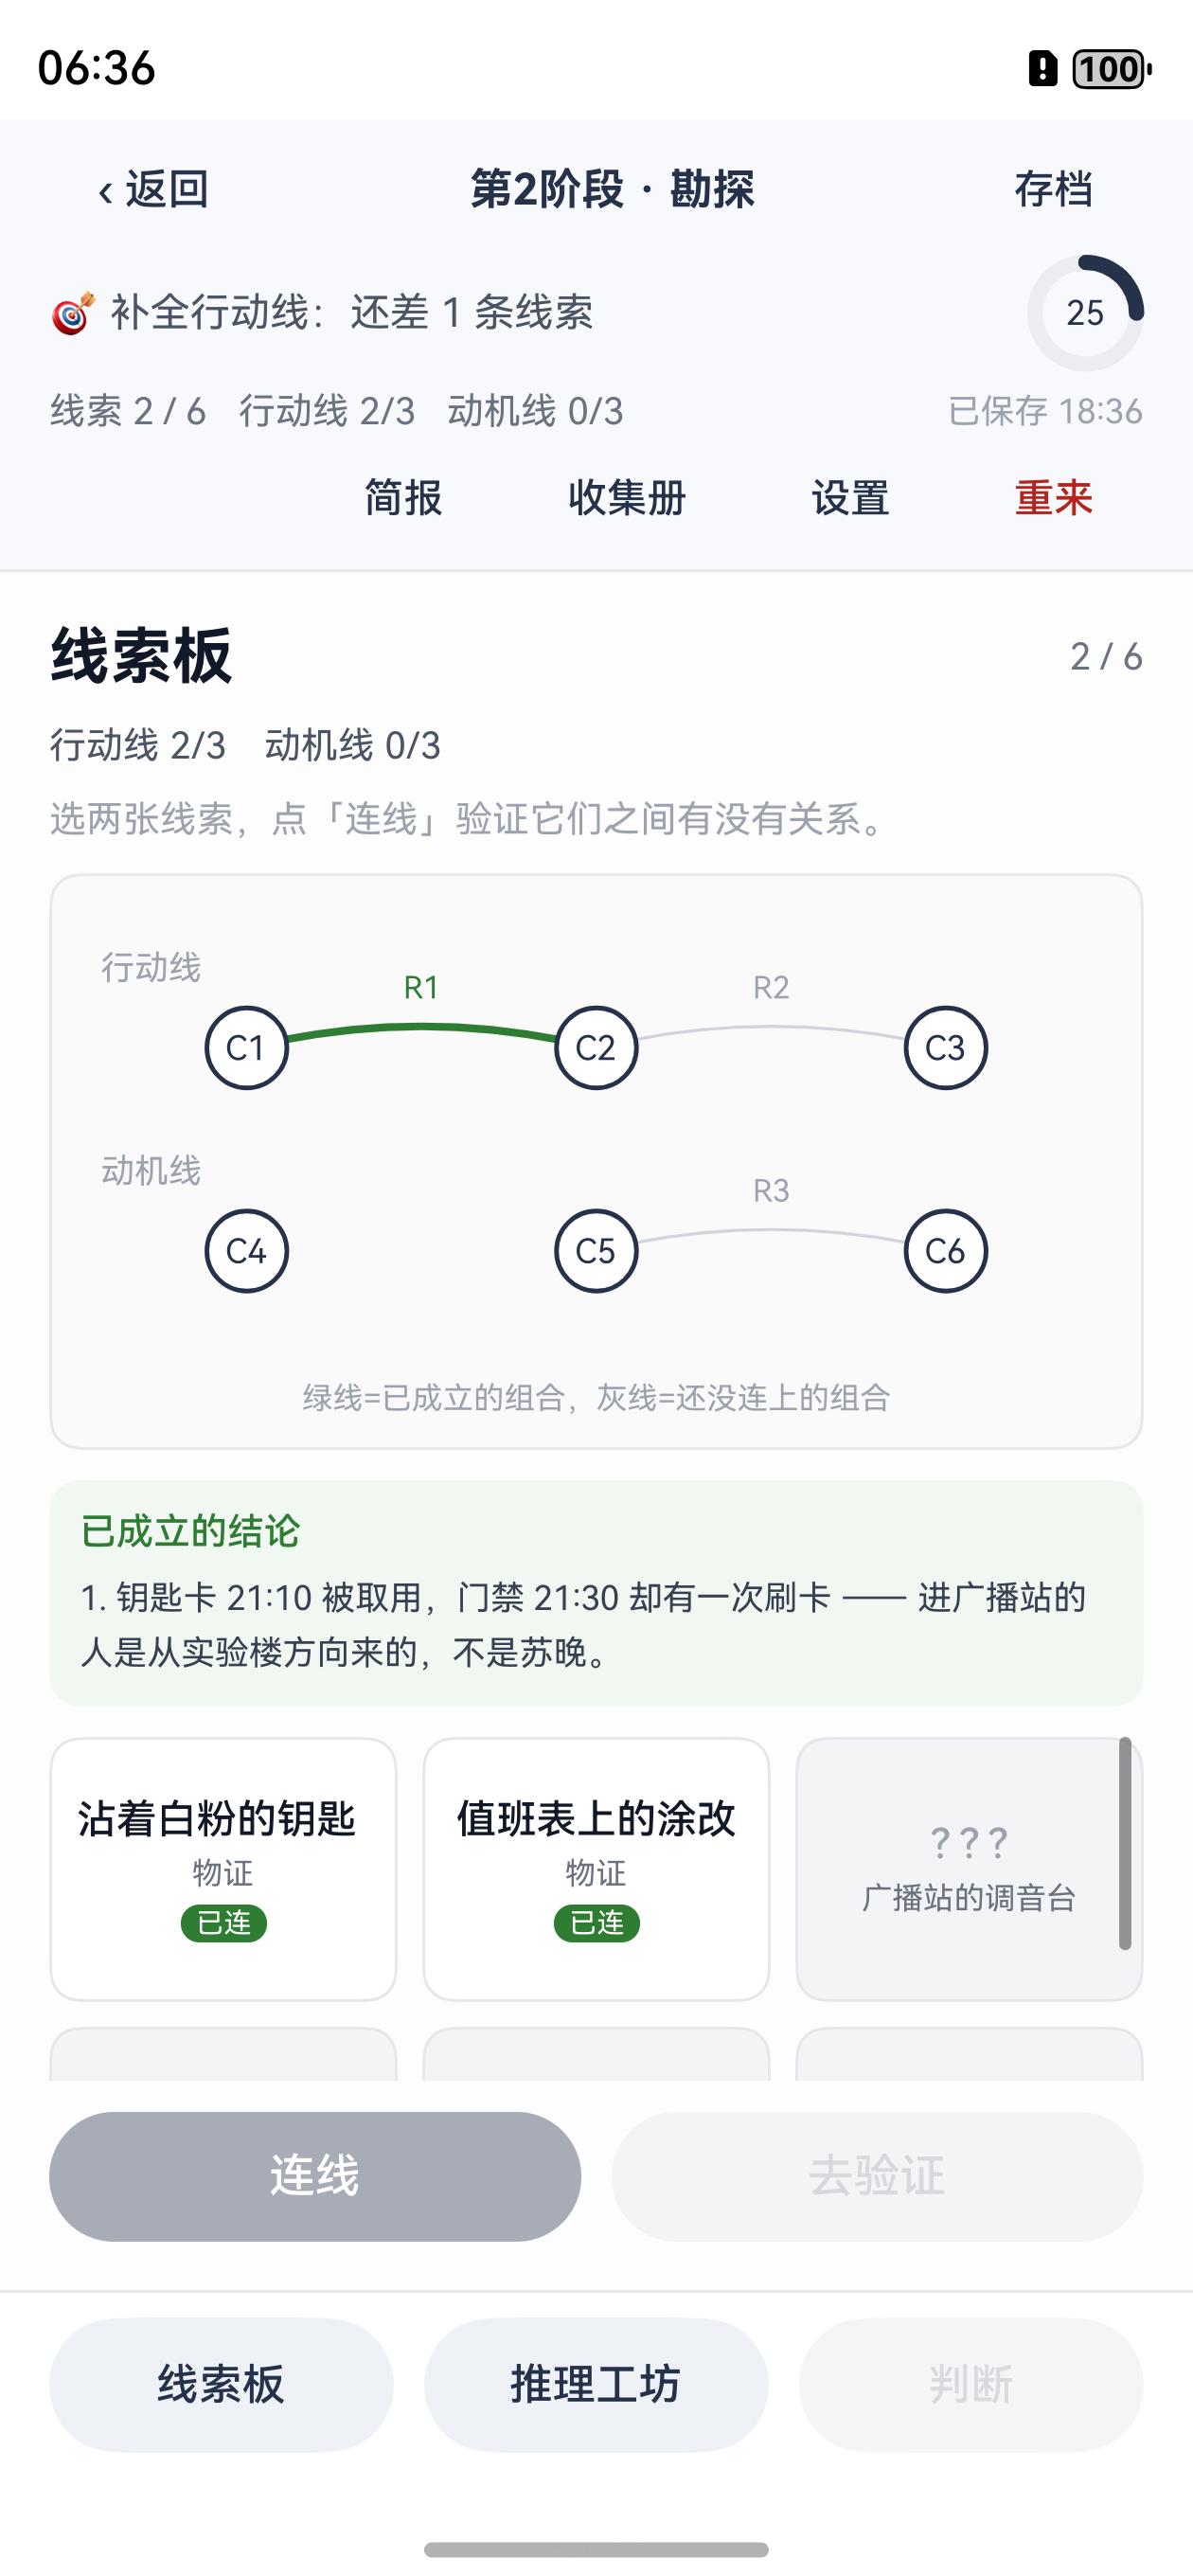 06:36
100
‹ 返回
第2阶段 · 勘探
存档
🎯 补全行动线：还差 1 条线索
25
线索 2 / 6 行动线 2/3 动机线 0/3
已保存 18:36
简报
收集册
设置
重来
线索板
2 / 6
行动线 2/3 动机线 0/3
选两张线索，点「连线」验证它们之间有没有关系。
行动线
R1
R2
C1
C2
C3
动机线
R3
C4
C5
C6
绿线=已成立的组合，灰线=还没连上的组合
已成立的结论
1. 钥匙卡 21:10 被取用，门禁 21:30 却有一次刷卡 —— 进广播站的
人是从实验楼方向来的，不是苏晚。
沾着白粉的钥匙
物证
已连
值班表上的涂改
物证
已连
？？？
广播站的调音台
连线
去验证
线索板
推理工坊
判断